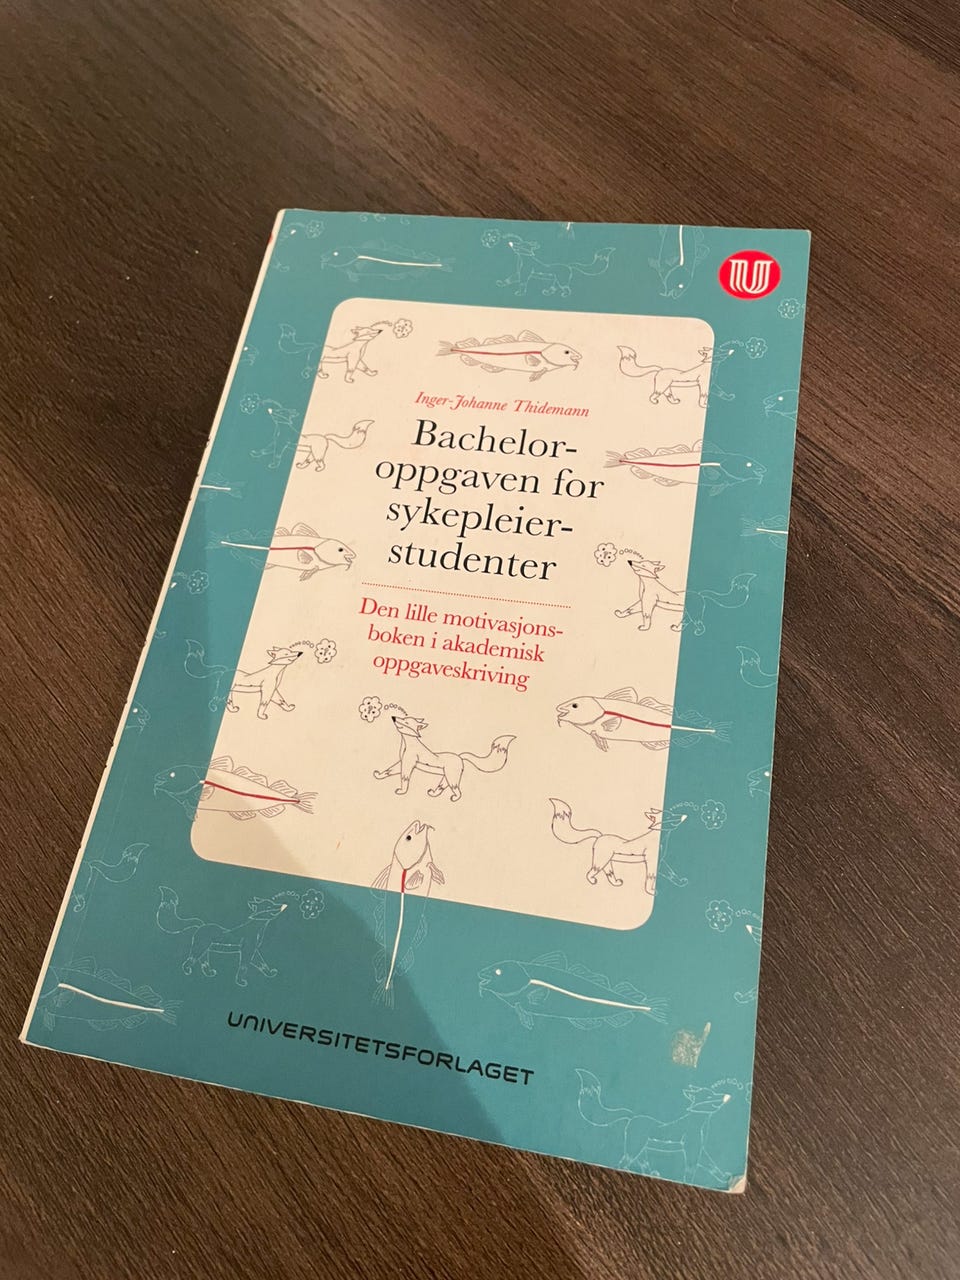 U
Inger-Johanne Thidemann
Bachelor-
oppgaven for
sykepleier-
studenter
Den lille motivasjons-
boken i akademisk
oppgaveskriving
UNIVERSITETSFORLAGET